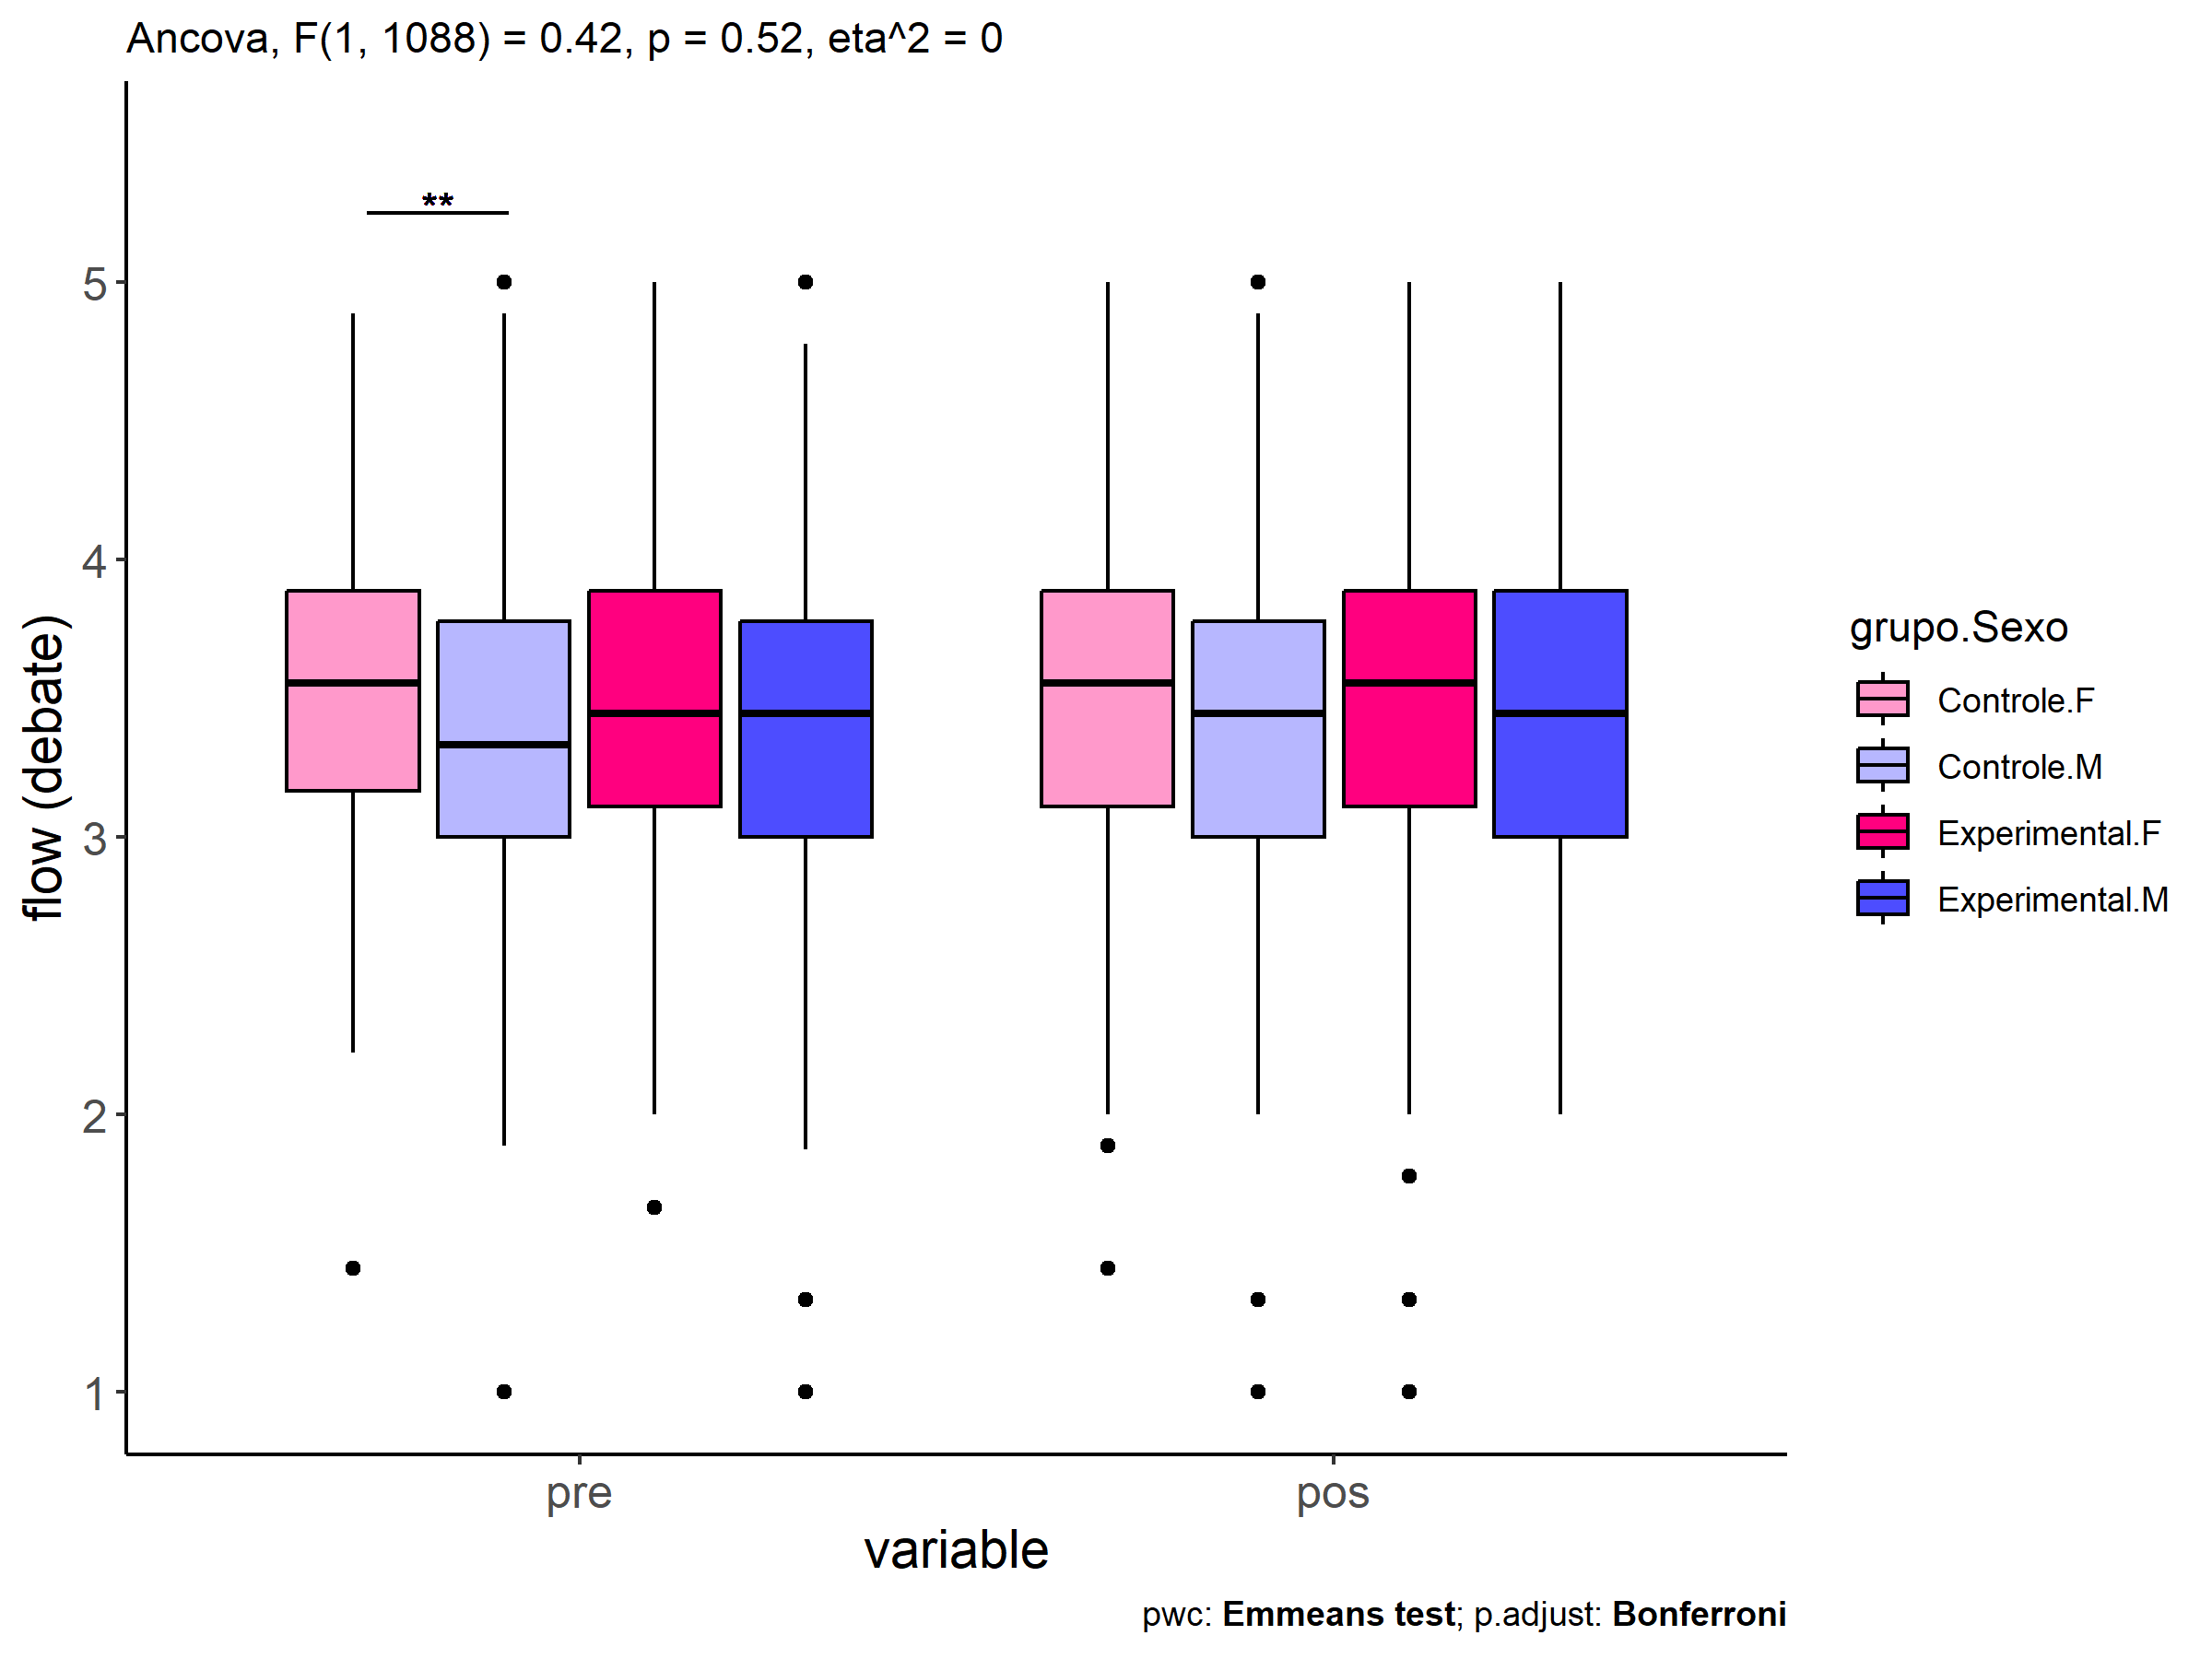 Ancova, F(1, 1088) = 0.42, p = 0.52, eta^2 = 0
**
5
4
3
2
1
flow (debate)
pre
pos
variable
grupo.Sexo
Controle.F
Controle.M
Experimental.F
Experimental.M
pwc: Emmeans test; p.adjust: Bonferroni